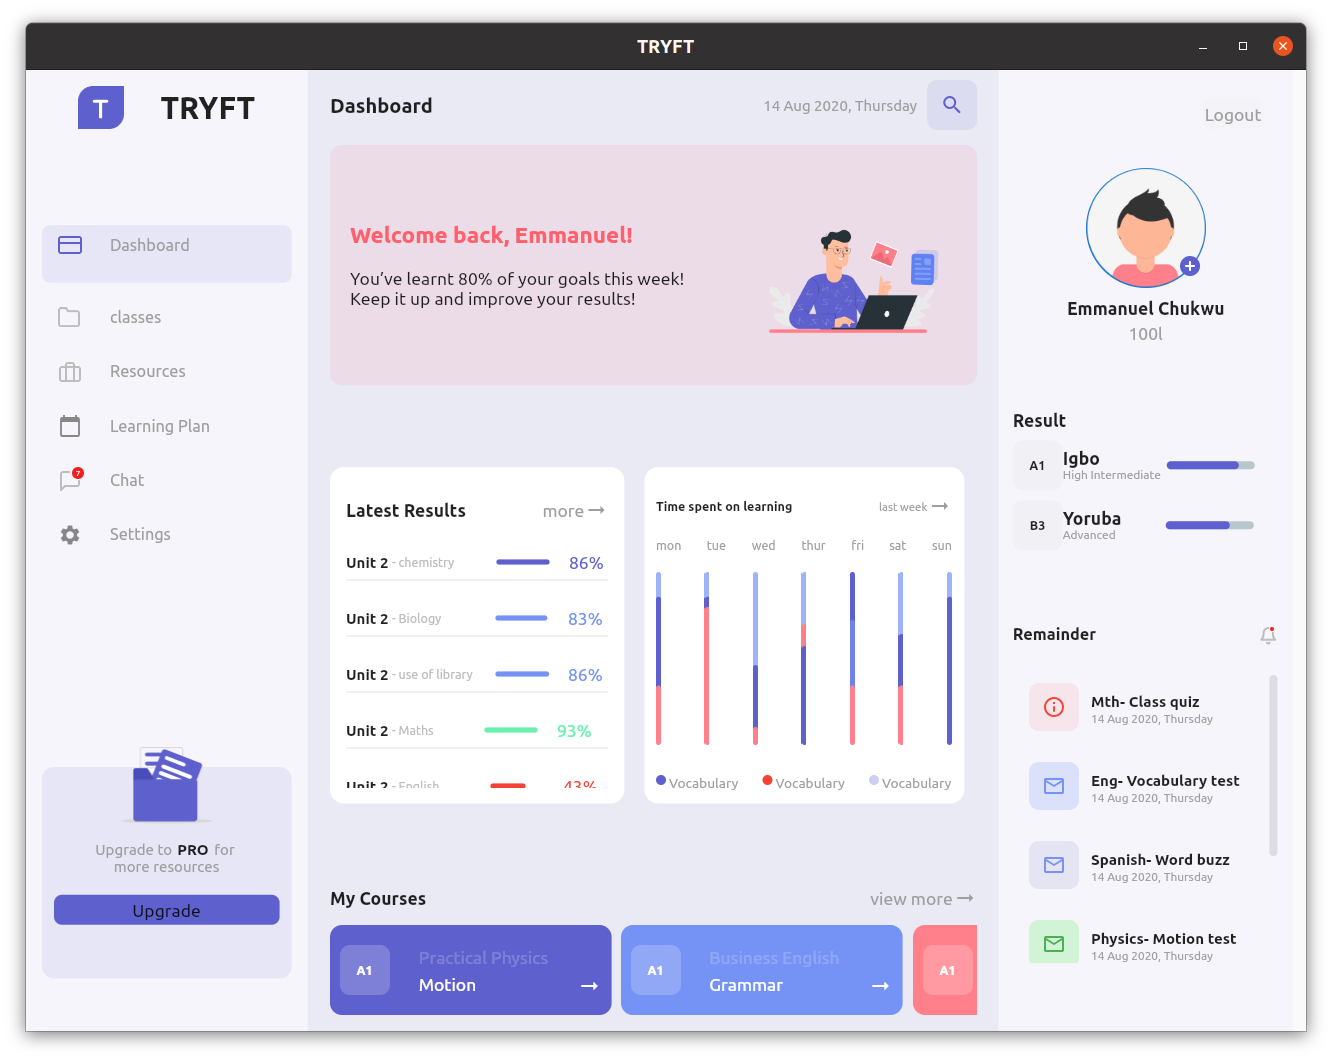 TRYFT
T
TRYFT
Dashboard
classes
Resources
Learning Plan
7
Chat
Settings
Upgrade to PRO for
more resources
Upgrade
Dashboard
14 Aug 2020, Thursday
Welcome back, Emmanuel!
You've learnt 80% of your goals this week!
Keep it up and improve your results!
Latest Results
more
Unit 2 - chemistry
86%
Unit 2 - Biology
83%
Unit 2 - use of library
86%
Unit 2 - Maths
93%
Unit 2 - English
43%
Time spent on learning
last week
mon tue wed thur fri sat sun
Vocabulary Vocabulary Vocabulary
My Courses
view more
A1
Practical Physics
Motion
A1
Business English
Grammar
A1
Logout
Emmanuel Chukwu
100l
Result
A1
Igbo
High Intermediate
B3
Yoruba
Advanced
Remainder
Mth- Class quiz
14 Aug 2020, Thursday
Eng- Vocabulary test
14 Aug 2020, Thursday
Spanish- Word buzz
14 Aug 2020, Thursday
Physics- Motion test
14 Aug 2020, Thursday